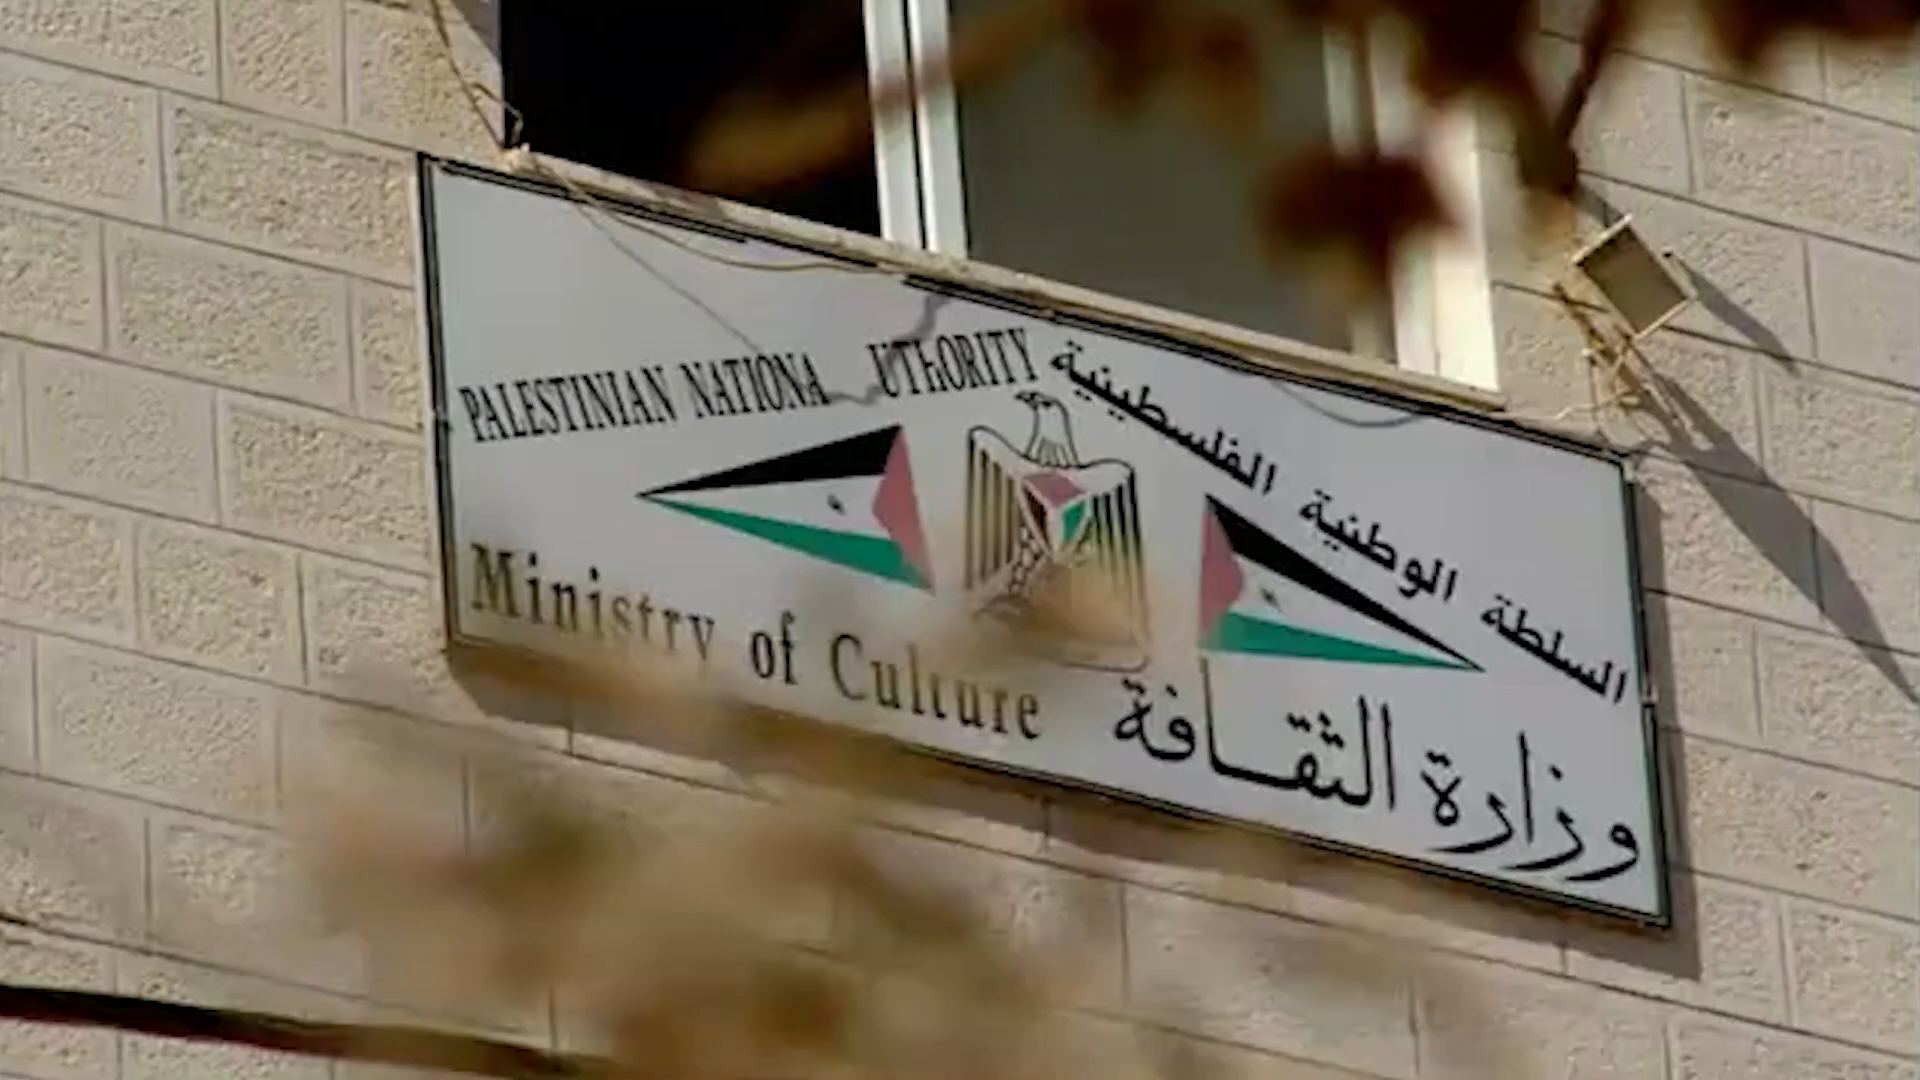 PALESTINIAN NATIONA UTHORITY
السلطة الوطنية الفلسطينية
Ministry of Culture
وزارة الثقافة